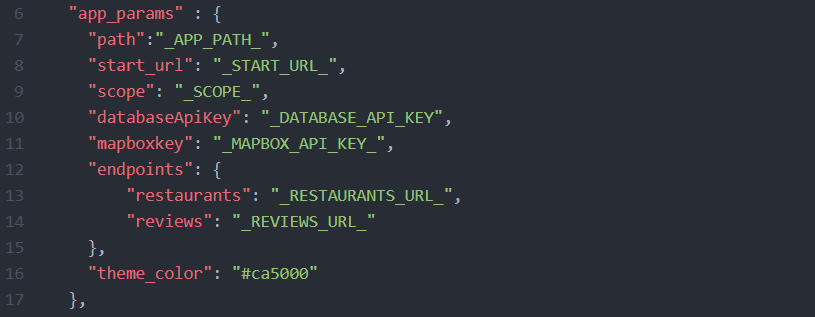 6 "app_params" : {
7 "path":"_APP_PATH_",
8 "start_url": "_START_URL_",
9 "scope": "_SCOPE_",
10 "databaseApiKey": "_DATABASE_API_KEY",
11 "mapboxkey": "_MAPBOX_API_KEY_",
12 "endpoints": {
13 "restaurants": "_RESTAURANTS_URL_",
14 "reviews": "_REVIEWS_URL_"
15 },
16 "theme_color": "#ca5000"
17 },